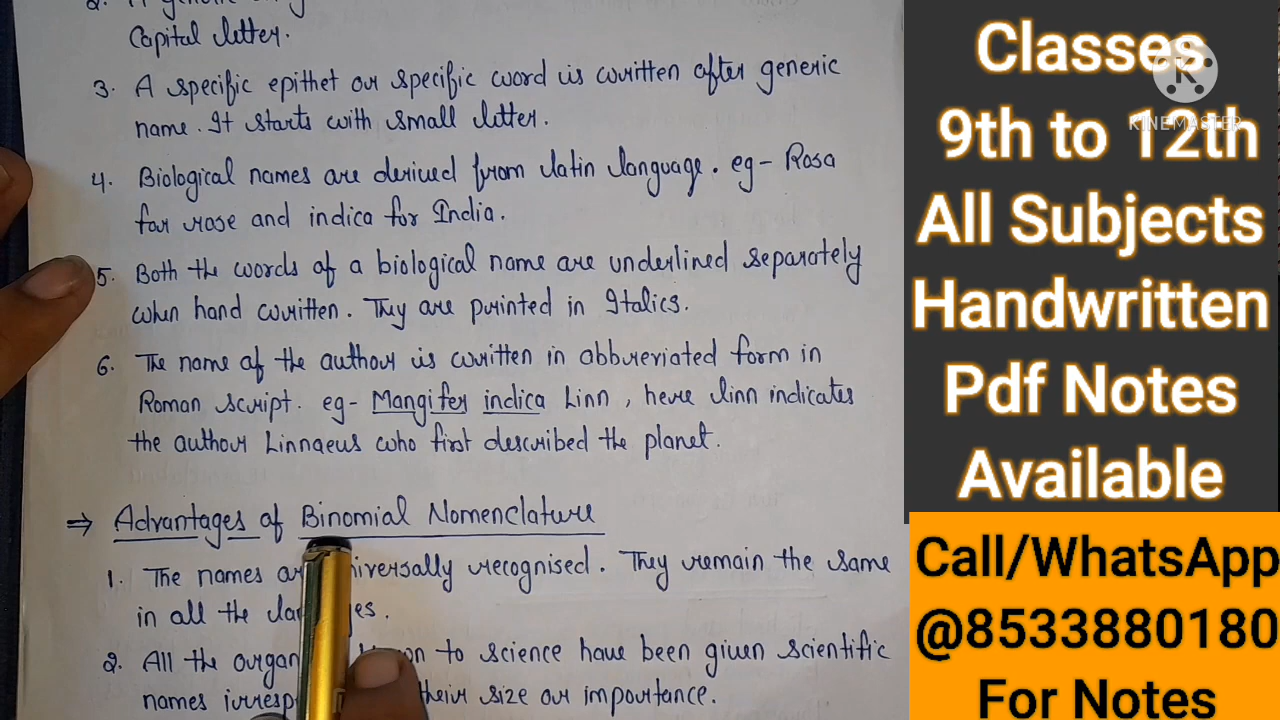 Capital letter.
3. A specific epithet or specific word is written after generic
name. It starts with small letter.
4. Biological names are derived from latin language. eg- Rosa
for rose and indica for India.
5. Both the words of a biological name are underlined separately
when hand written. They are printed in Italics.
6. The name of the author is written in abbreviated form in
Roman script. eg- Mangifer indica Linn, here linn indicates
the author Linnaeus who first described the planet.
⇒ Advantages of Binomial Nomenclature
1. The names universally recognised. They remain the same
in all the
2. All the to science have been given scientific
names their size or importance.
Classes
9th to 12th
All Subjects
Handwritten
Pdf Notes
Available
KINEMASTER
Call/WhatsApp
@8533880180
For Notes